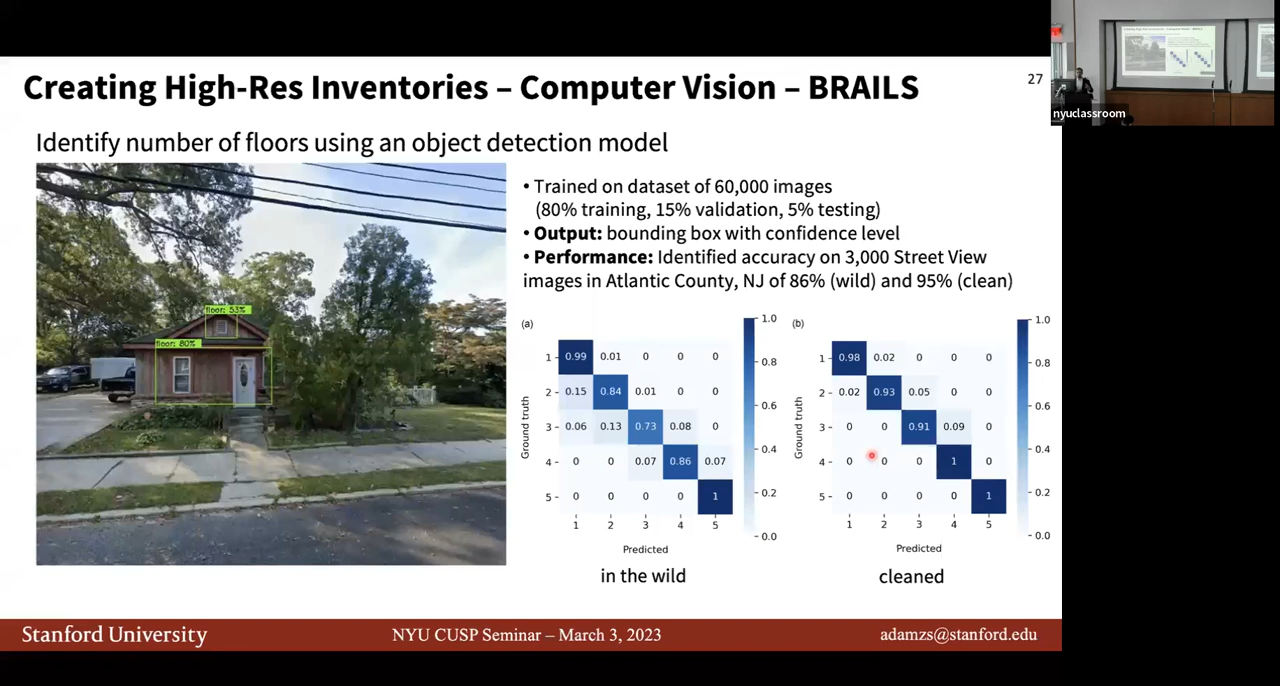 Creating High-Res Inventories – Computer Vision – BRAILS
27
nyuclassroom
Identify number of floors using an object detection model
floor: 53%
floor: 80%
• Trained on dataset of 60,000 images
(80% training, 15% validation, 5% testing)
• Output: bounding box with confidence level
• Performance: Identified accuracy on 3,000 Street View
images in Atlantic County, NJ of 86% (wild) and 95% (clean)
(a)
Ground truth
1 0.99 0.01 0 0 0
2 0.15 0.84 0.01 0 0
3 0.06 0.13 0.73 0.08 0
4 0 0 0.07 0.86 0.07
5 0 0 0 0 1
1 2 3 4 5
Predicted
1.0
0.8
0.6
0.4
0.2
0.0
in the wild
(b)
Ground truth
1 0.98 0.02 0 0 0
2 0.02 0.93 0.05 0 0
3 0 0 0.91 0.09 0
4 0 0 0 1 0
5 0 0 0 0 1
1 2 3 4 5
Predicted
1.0
0.8
0.6
0.4
0.2
0.0
cleaned
Stanford University
NYU CUSP Seminar – March 3, 2023
adamzs@stanford.edu